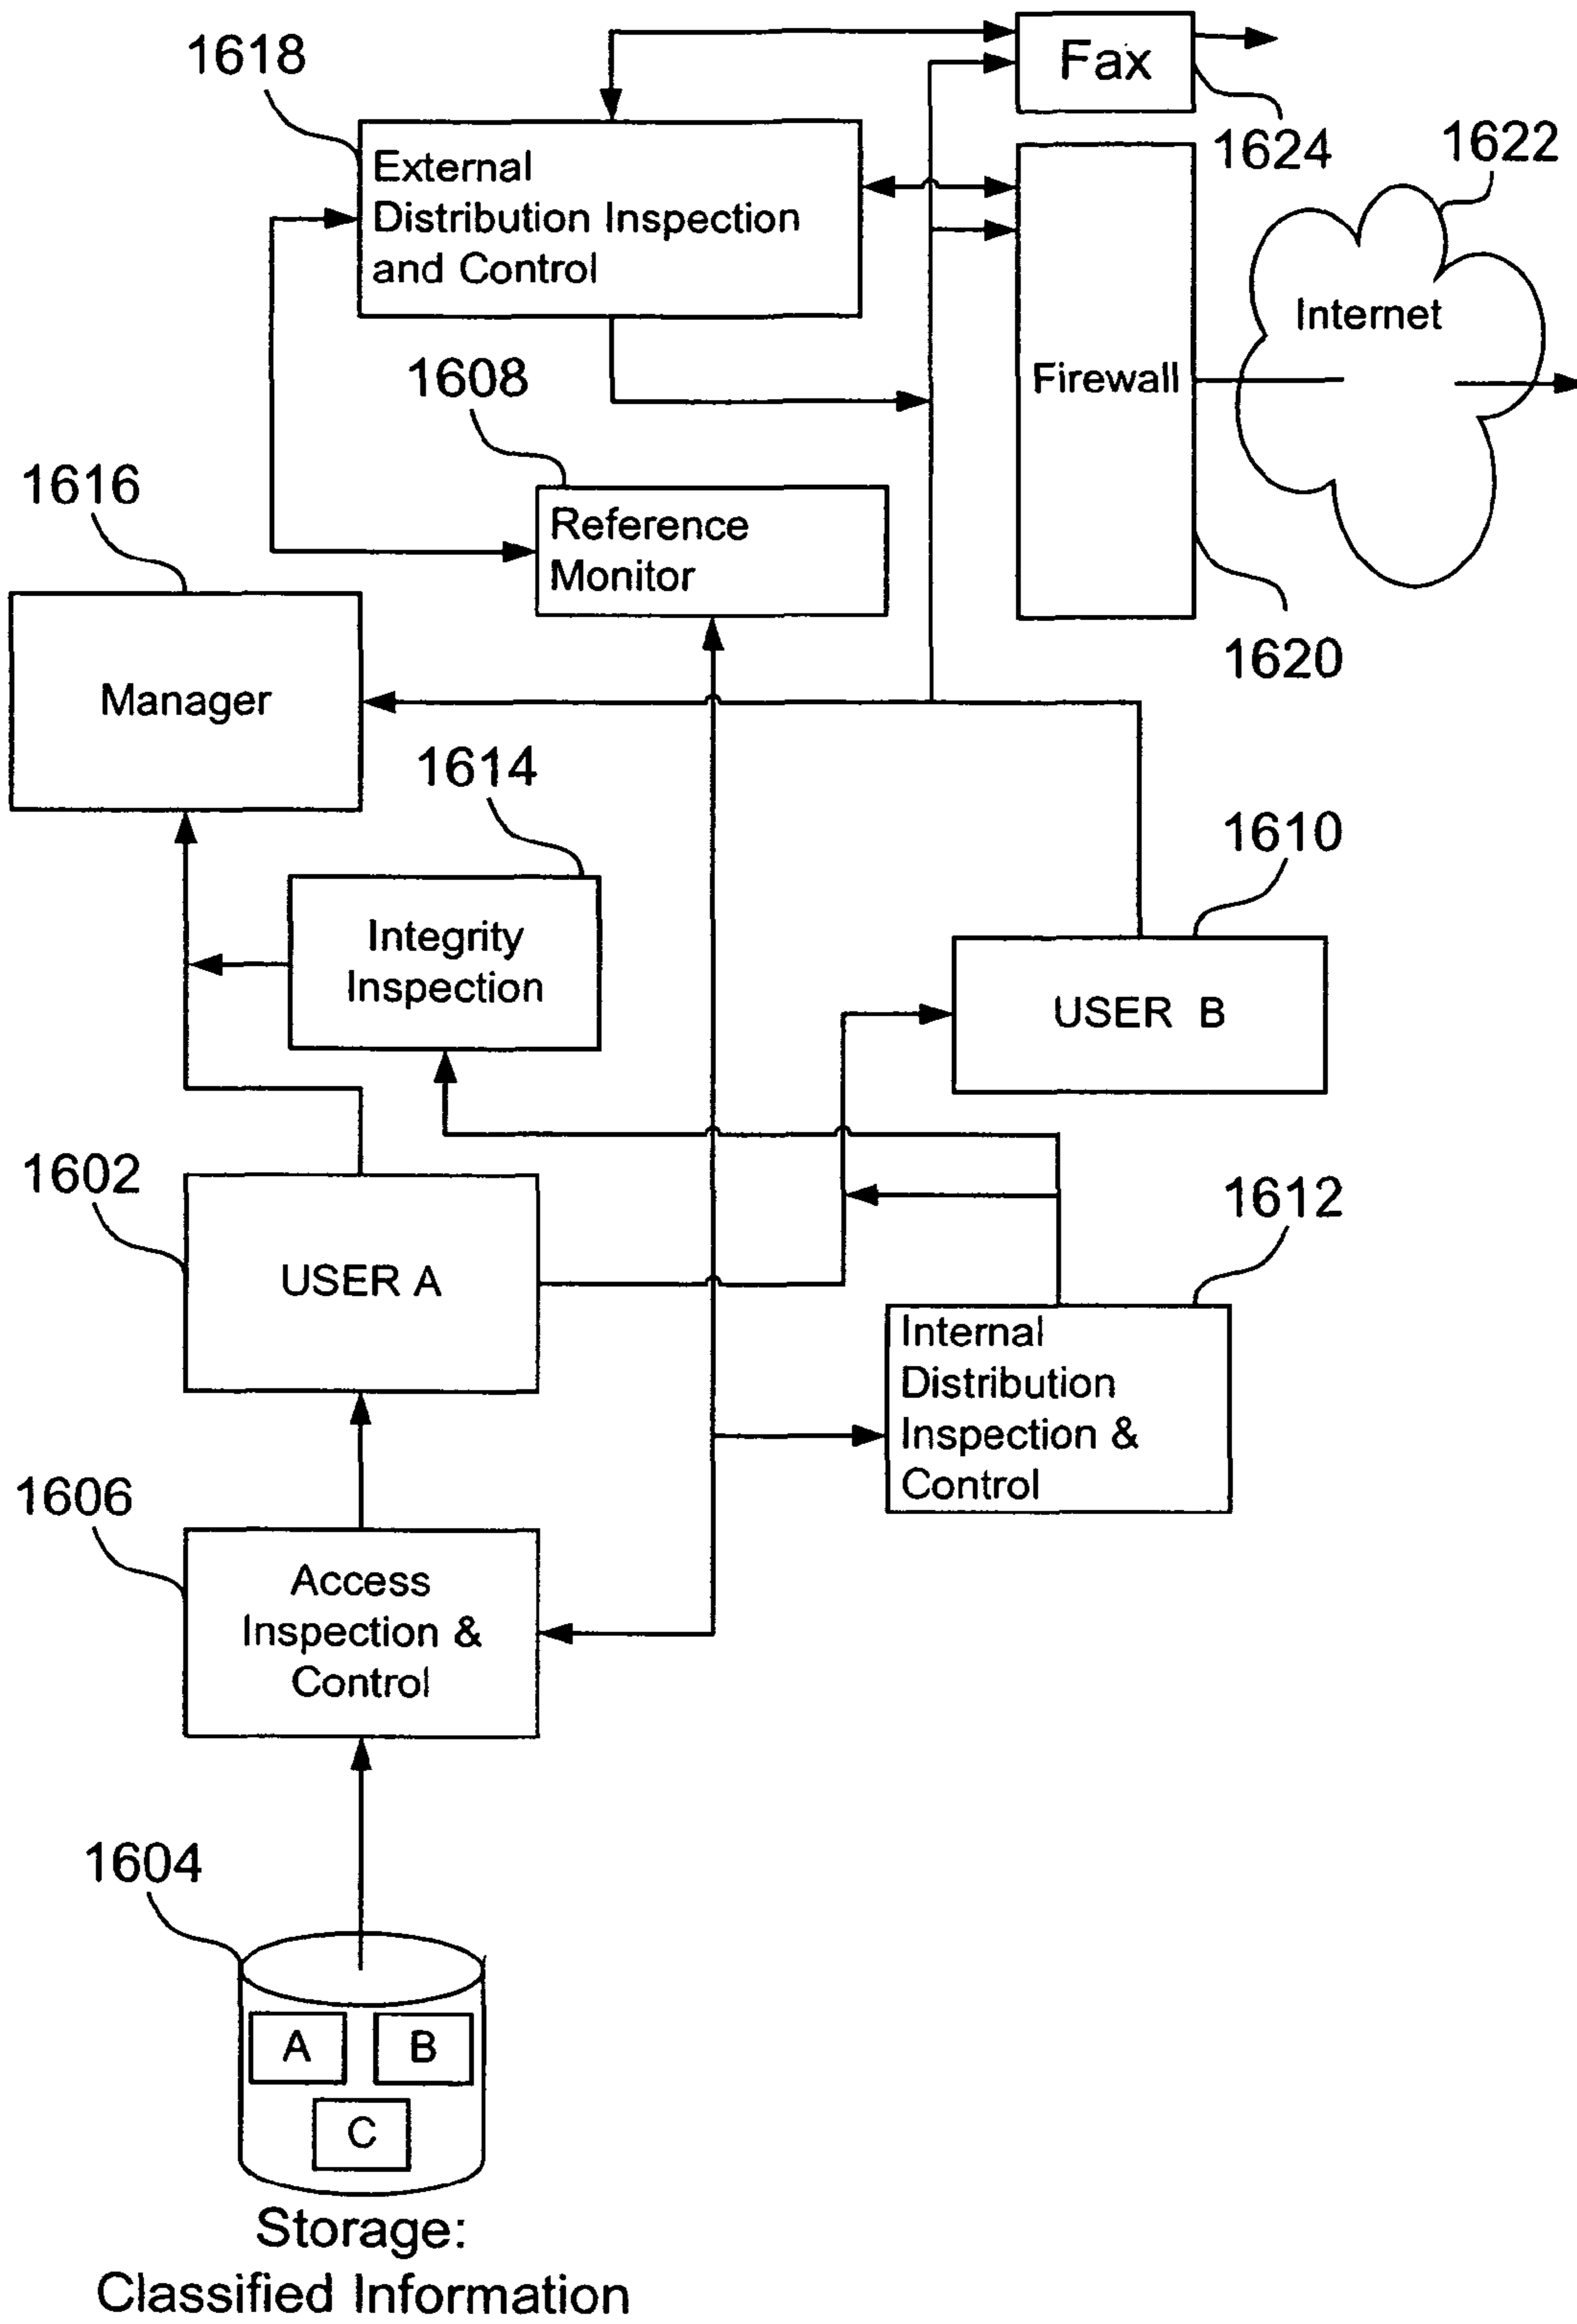 Fax
1618
1624
1622
External
Distribution Inspection
and Control
Internet
1608
Firewall
1616
Reference
Monitor
1620
Manager
1614
1610
Integrity
Inspection
USER B
1602
1612
USER A
Internal
Distribution
Inspection &
Control
1606
Access
Inspection &
Control
1604
A
B
C
Storage:
Classified Information